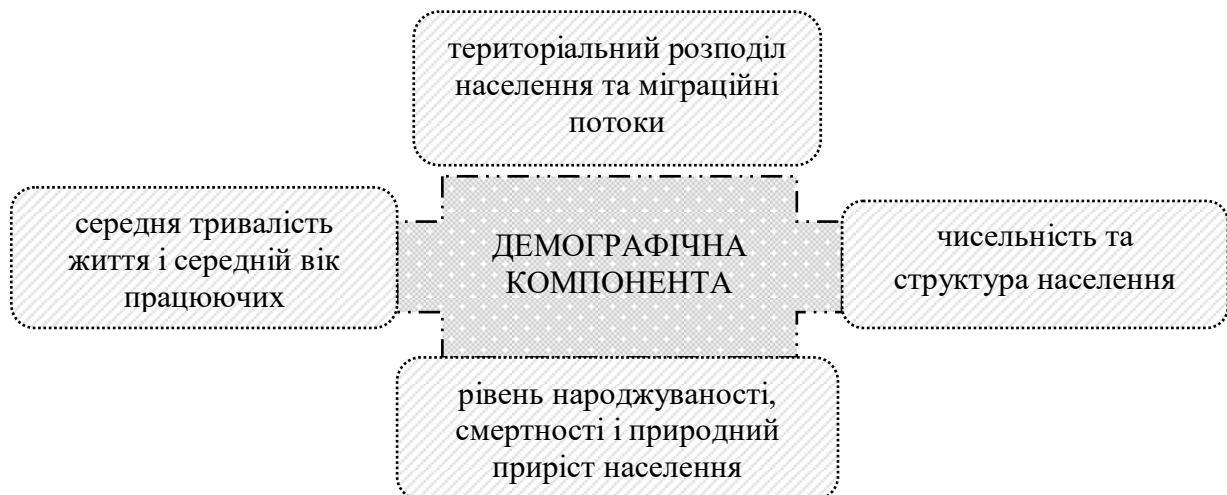 територіальний розподіл
населення та міграційні
потоки
середня тривалість
життя і середній вік
працюючих
ДЕМОГРАФІЧНА
КОМПОНЕНТА
чисельність та
структура населення
рівень народжуваності,
смертності і природний
приріст населення